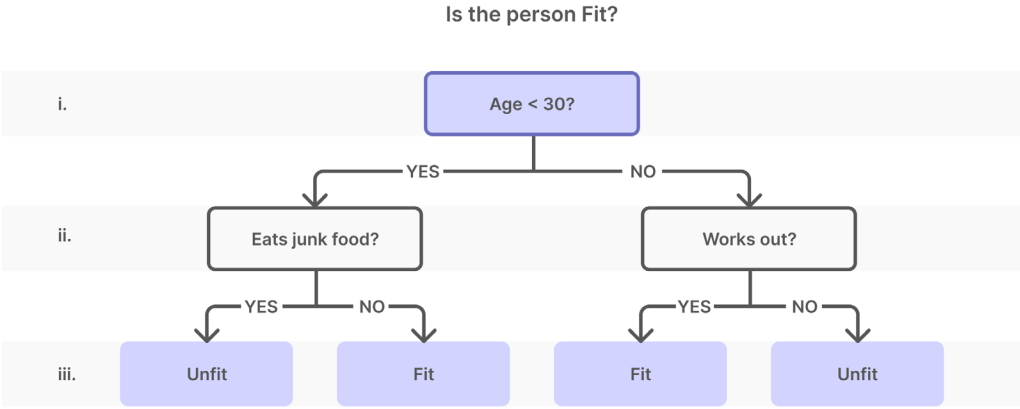 Is the person Fit?
i.
Age < 30?
YES
NO
ii.
Eats junk food?
Works out?
YES
NO
YES
NO
iii.
Unfit
Fit
Fit
Unfit